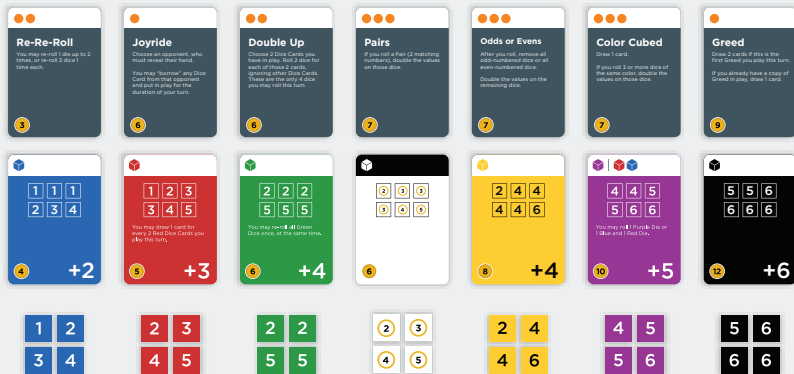 Re-Re-Roll
You may re-roll 1 die up to 2
times, or re-roll 2 dice 1
time each.
3
Joyride
Choose an opponent, who
must reveal their hand.
You may "borrow" any Dice
Card from that opponent
and put in play for the
duration of your turn.
6
Double Up
Choose 2 Dice Cards you
have in play. Roll 2 dice for
each of those 2 cards,
ignoring other Dice Cards.
These are the only 4 dice
you may roll this turn.
6
Pairs
If you roll a Pair (2 matching
numbers), double the values
on those dice.
7
Odds or Evens
After you roll, remove all
odd-numbered dice or all
even-numbered dice.
Double the values on the
remaining dice.
7
Color Cubed
Draw 1 card.
If you roll 3 or more dice of
the same color, double the
values on those dice.
7
Greed
Draw 2 cards if this is the
first Greed you play this turn.
If you already have a copy of
Greed in play, draw 1 card.
9
1 1 1
2 3 4
4 +2
1 2 3
3 4 5
You may draw 1 card for
every 2 Red Dice Cards you
play this turn.
5 +3
2 2 2
5 5 5
You may re-roll all Green
Dice once, at the same time.
6 +4
2 3 3
3 4 5
6
2 4 4
4 4 6
8 +4
4 4 5
5 6 6
You may roll 1 Purple Die or
1 Blue and 1 Red Die.
10 +5
5 5 6
6 6 6
12 +6
1 2
3 4
2 3
4 5
2 2
5 5
2 3
4 5
2 4
4 6
4 5
5 6
5 6
6 6